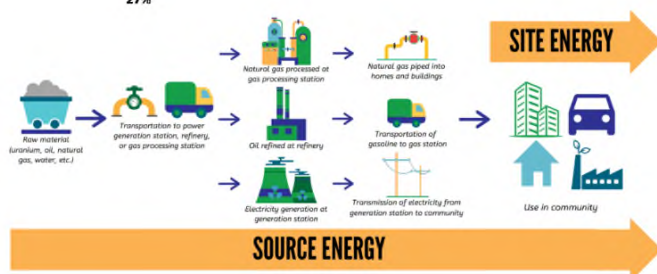 27%
SITE ENERGY
Natural gas processed at
gas processing station
Natural gas piped into
homes and buildings
Raw material
(uranium, oil, natural
gas, water, etc.)
Transportation to power
generation station, refinery,
or gas processing station
Oil refined at refinery
Transportation of
gasoline to gas station
Electricity generation at
generation station
Transmission of electricity from
generation station to community
Use in community
SOURCE ENERGY